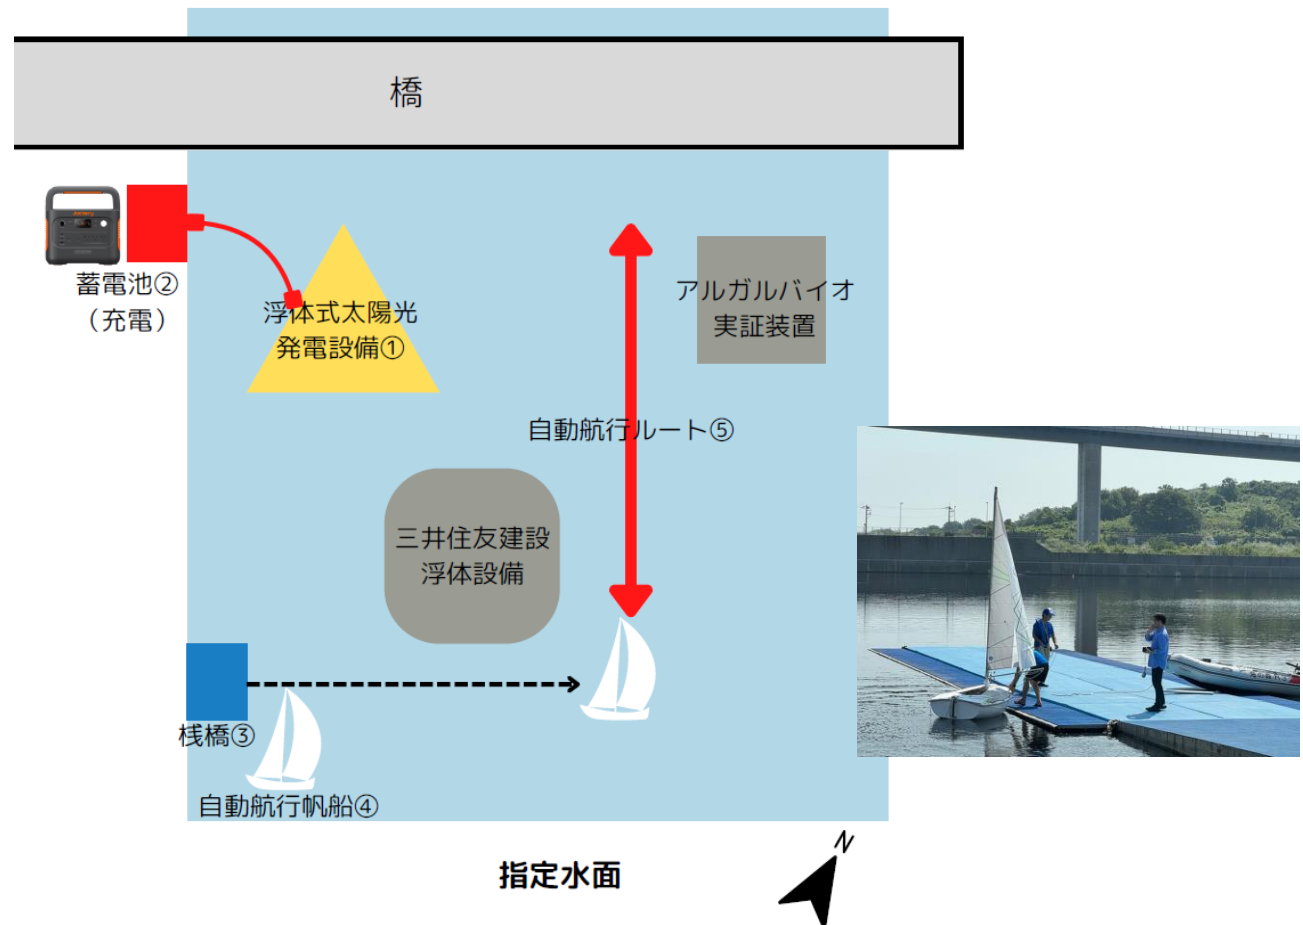 橋
蓄電池②
（充電）
浮体式太陽光
発電設備①
アルガルバイオ
実証装置
自動航行ルート⑤
三井住友建設
浮体設備
桟橋③
自動航行帆船④
指定水面
N